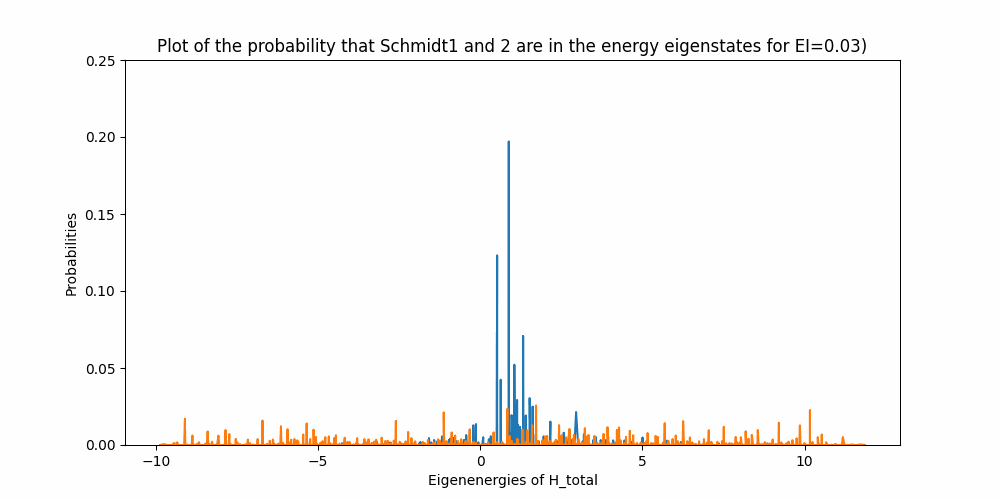 Plot of the probability that Schmidt1 and 2 are in the energy eigenstates for EI=0.03)
0.25
0.20
0.15
0.10
0.05
0.00
Probabilities
−10 −5 0 5 10
Eigenenergies of H_total